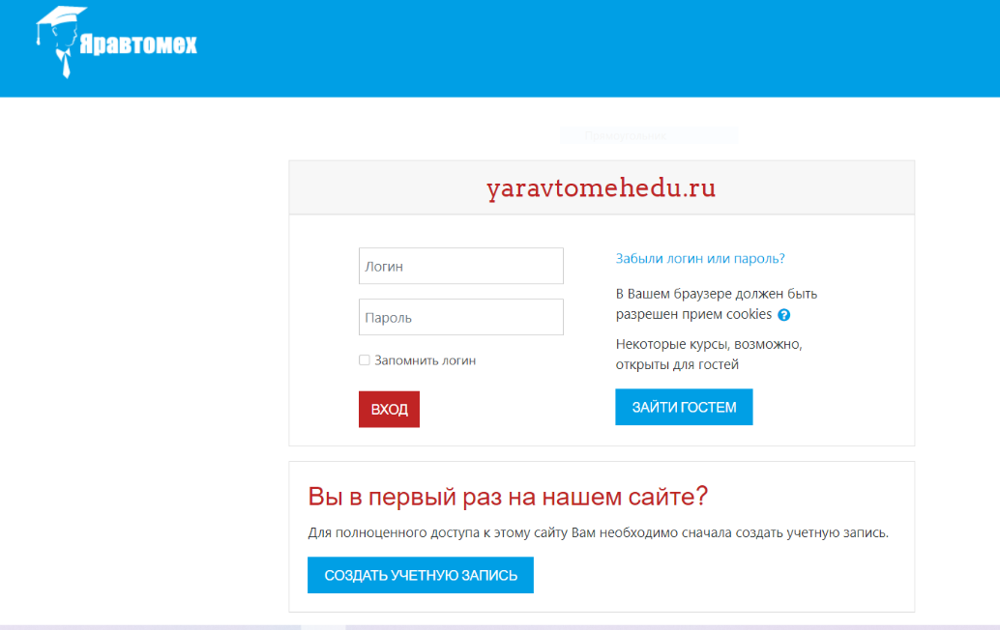 Яравтомех
yaravtomehedu.ru
Логин
Забыли логин или пароль?
Пароль
В Вашем браузере должен быть
разрешен прием cookies ?
Запомнить логин
Некоторые курсы, возможно,
открыты для гостей
ВХОД
ЗАЙТИ ГОСТЕМ
Вы в первый раз на нашем сайте?
Для полноценного доступа к этому сайту Вам необходимо сначала создать учетную запись.
СОЗДАТЬ УЧЕТНУЮ ЗАПИСЬ